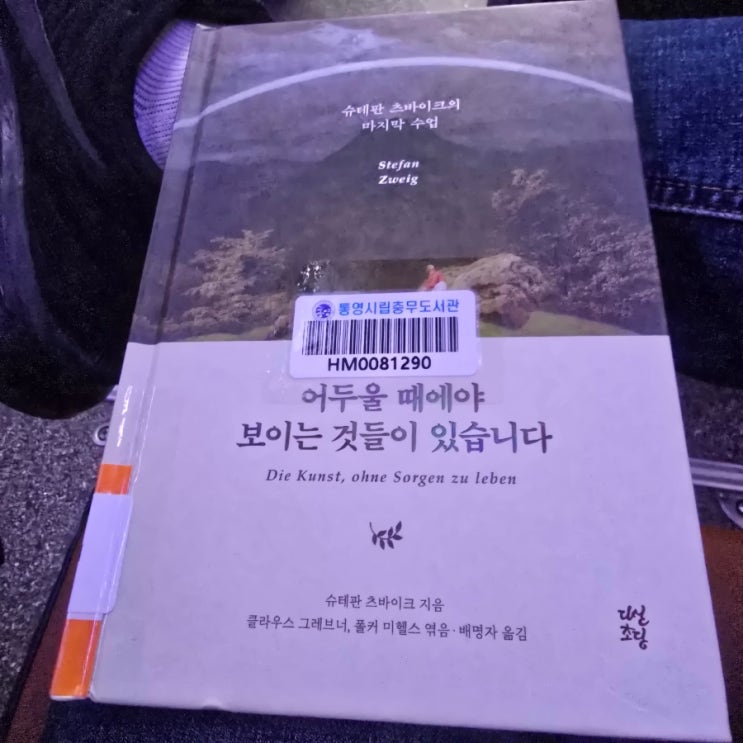 슈테판 츠바이크의
마지막 수업
Stefan
Zweig
통영시립충무도서관
HM0081290
어두울 때에야
보이는 것들이 있습니다
Die Kunst, ohne Sorgen zu leben
슈테판 츠바이크 지음
클라우스 그레브너, 폴커 미헬스 엮음·배명자 옮김
다산
초당